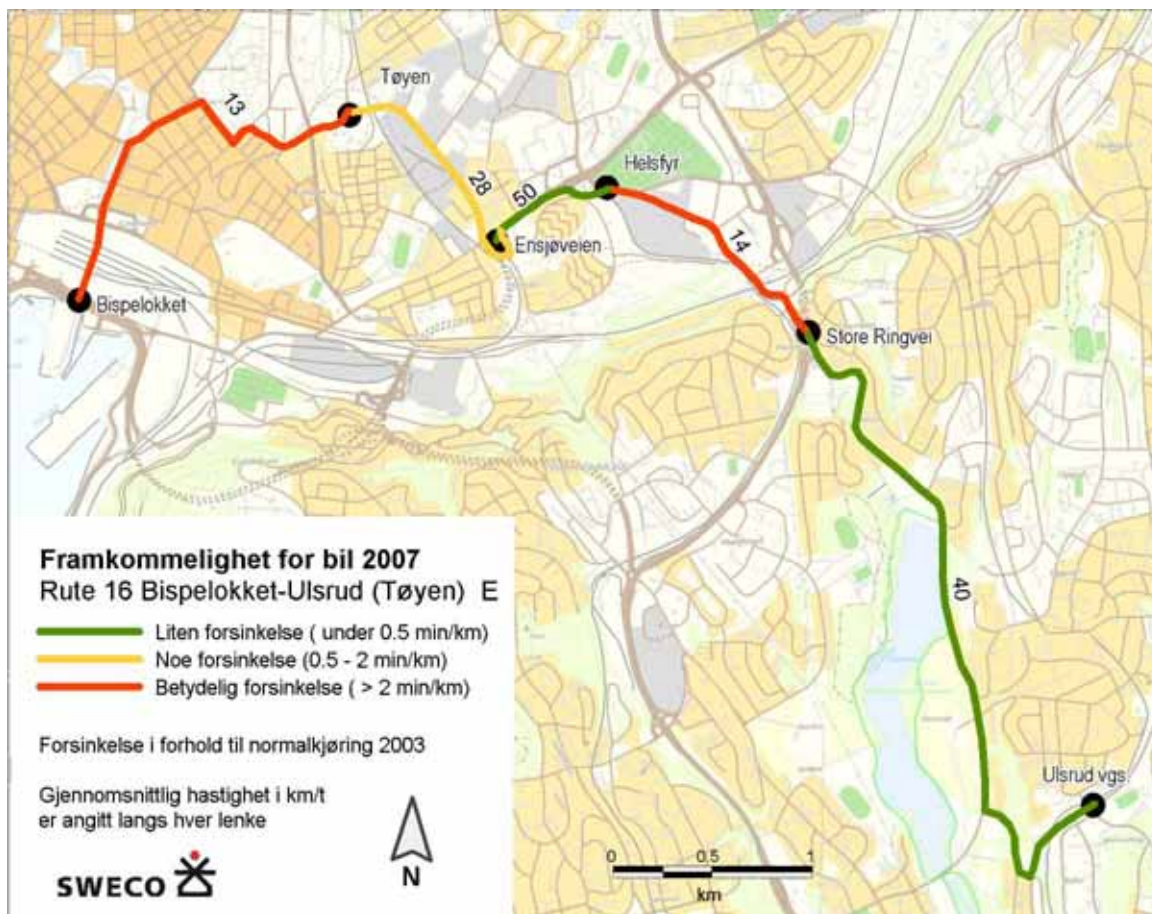 Tøyen
13
28
50
Helsfyr
Ensjøveien
14
Bispelokket
Store Ringvei
40
Ulsrud vgs.
Framkommelighet for bil 2007
Rute 16 Bispelokket-Ulsrud (Tøyen) E
Liten forsinkelse ( under 0.5 min/km)
Noe forsinkelse (0.5 - 2 min/km)
Betydelig forsinkelse ( > 2 min/km)
Forsinkelse i forhold til normalkjøring 2003
Gjennomsnittlig hastighet i km/t
er angitt langs hver lenke
SWECO
N
0 0.5 1
km